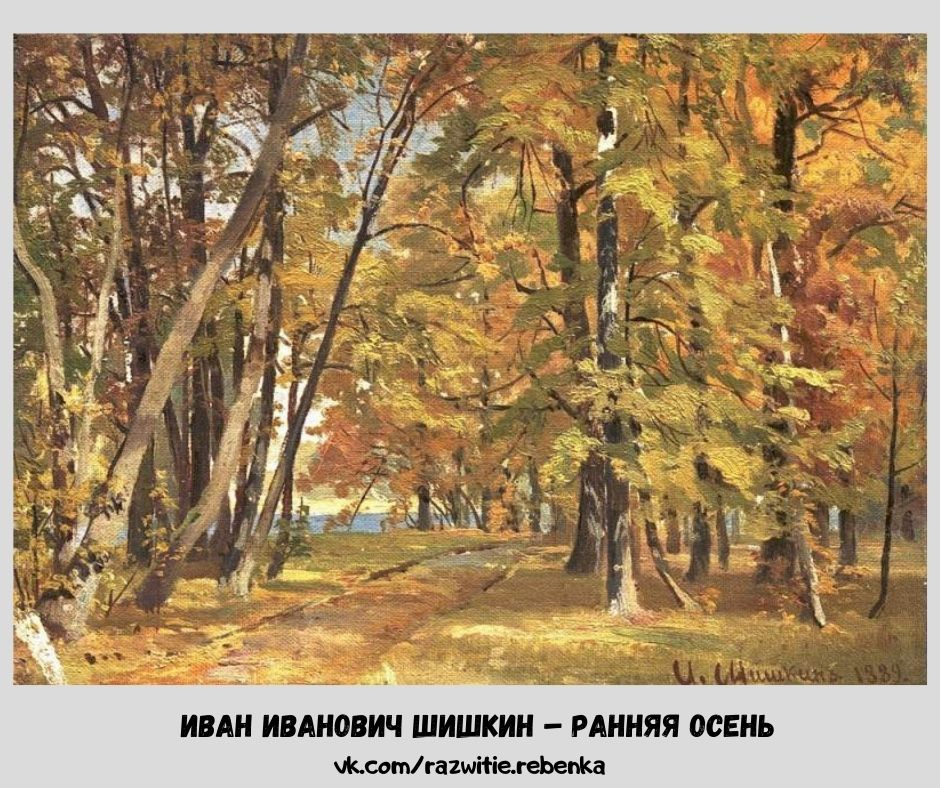 И. Шишкинъ 1889.
ИВАН ИВАНОВИЧ ШИШКИН – РАННЯЯ ОСЕНЬ
vk.com/razwitie.rebenka